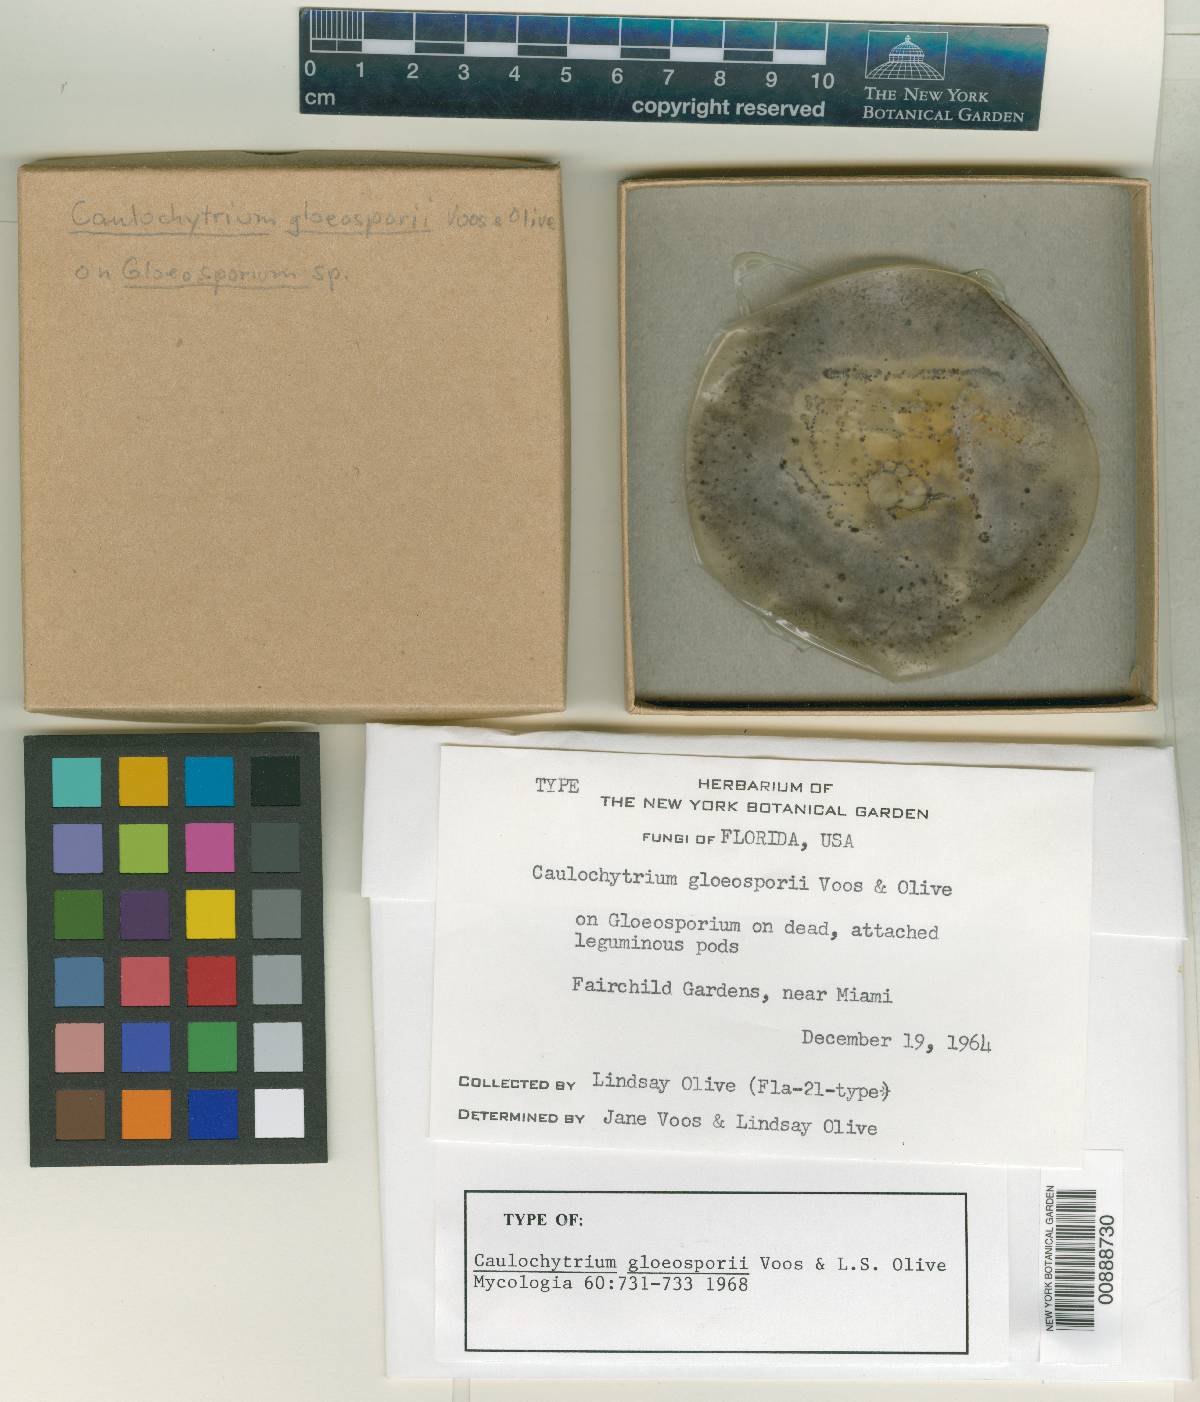 0 1 2 3 4 5 6 7 8 9 10
cm
copyright reserved
THE NEW YORK
BOTANICAL GARDEN
Caulochytrium gloeosporii Voos & Olive
on Gloeosporium sp.
TYPE
HERBARIUM OF
THE NEW YORK BOTANICAL GARDEN
FUNGI OF FLORIDA, USA
Caulochytrium gloeosporii Voos & Olive
on Gloeosporium on dead, attached
leguminous pods
Fairchild Gardens, near Miami
December 19, 1964
COLLECTED BY Lindsay Olive (Fla-21-type)
DETERMINED BY Jane Voos & Lindsay Olive
TYPE OF:
Caulochytrium gloeosporii Voos & L.S. Olive
Mycologia 60:731-733 1968
NEW YORK BOTANICAL GARDEN
00888730